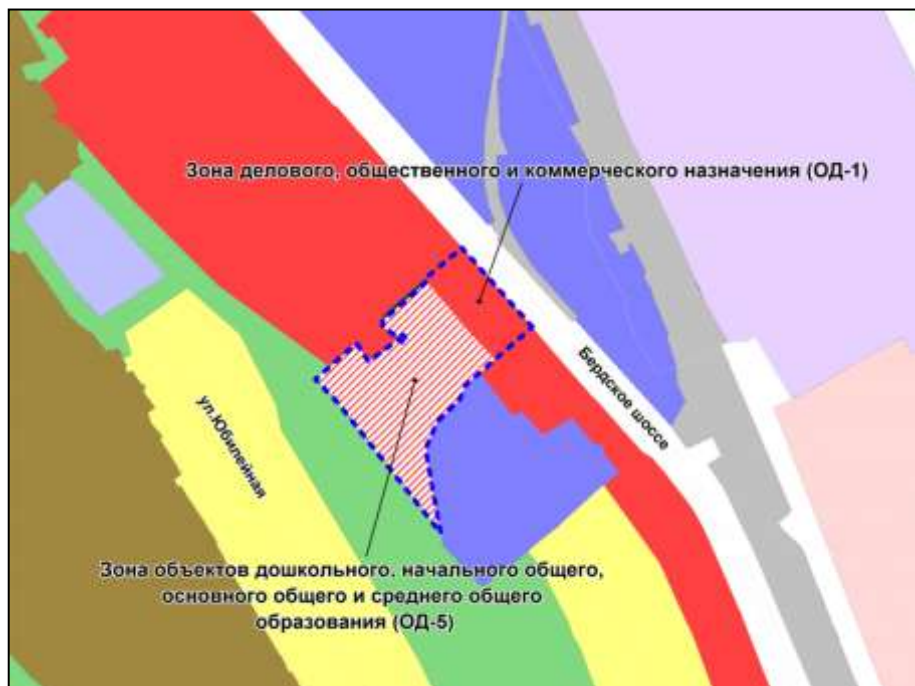 Зона делового, общественного и коммерческого назначения (ОД-1)
Бердское шоссе
ул.Юбилейная
Зона объектов дошкольного, начального общего,
основного общего и среднего общего
образования (ОД-5)